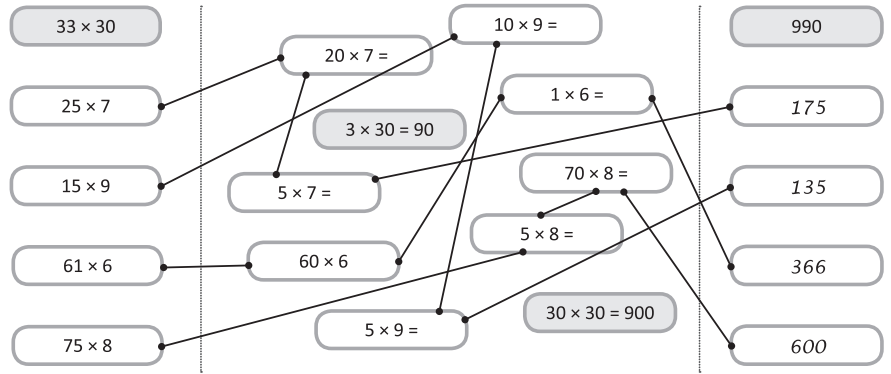 33 × 30
10 × 9 =
990
20 × 7 =
25 × 7
1 × 6 =
175
3 × 30 = 90
15 × 9
5 × 7 =
70 × 8 =
135
5 × 8 =
61 × 6
60 × 6
366
30 × 30 = 900
75 × 8
5 × 9 =
600